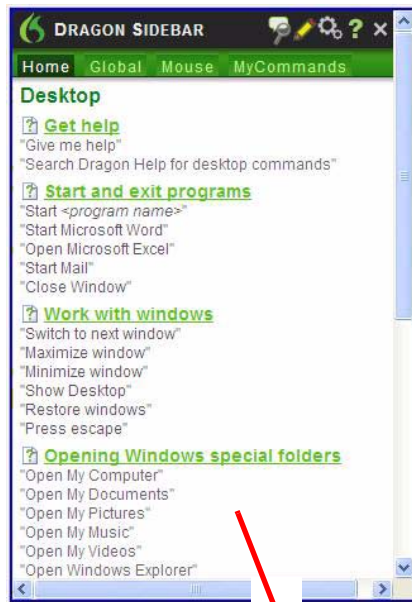 DRAGON SIDEBAR
Home Global Mouse MyCommands
Desktop
Get help
"Give me help"
"Search Dragon Help for desktop commands"
Start and exit programs
"Start <program name>"
"Start Microsoft Word"
"Open Microsoft Excel"
"Start Mail"
"Close Window"
Work with windows
"Switch to next window"
"Maximize window"
"Minimize window"
"Show Desktop"
"Restore windows"
"Press escape"
Opening Windows special folders
"Open My Computer"
"Open My Documents"
"Open My Pictures"
"Open My Music"
"Open My Videos"
"Open Windows Explorer"